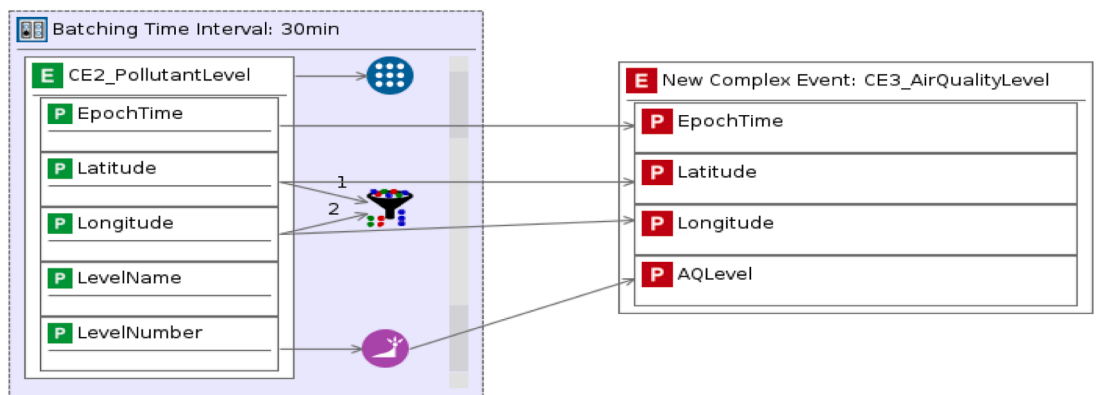 Batching Time Interval: 30min
E CE2_PollutantLevel
P EpochTime
P Latitude
P Longitude
P LevelName
P LevelNumber
1
2
E New Complex Event: CE3_AirQualityLevel
P EpochTime
P Latitude
P Longitude
P AQLevel